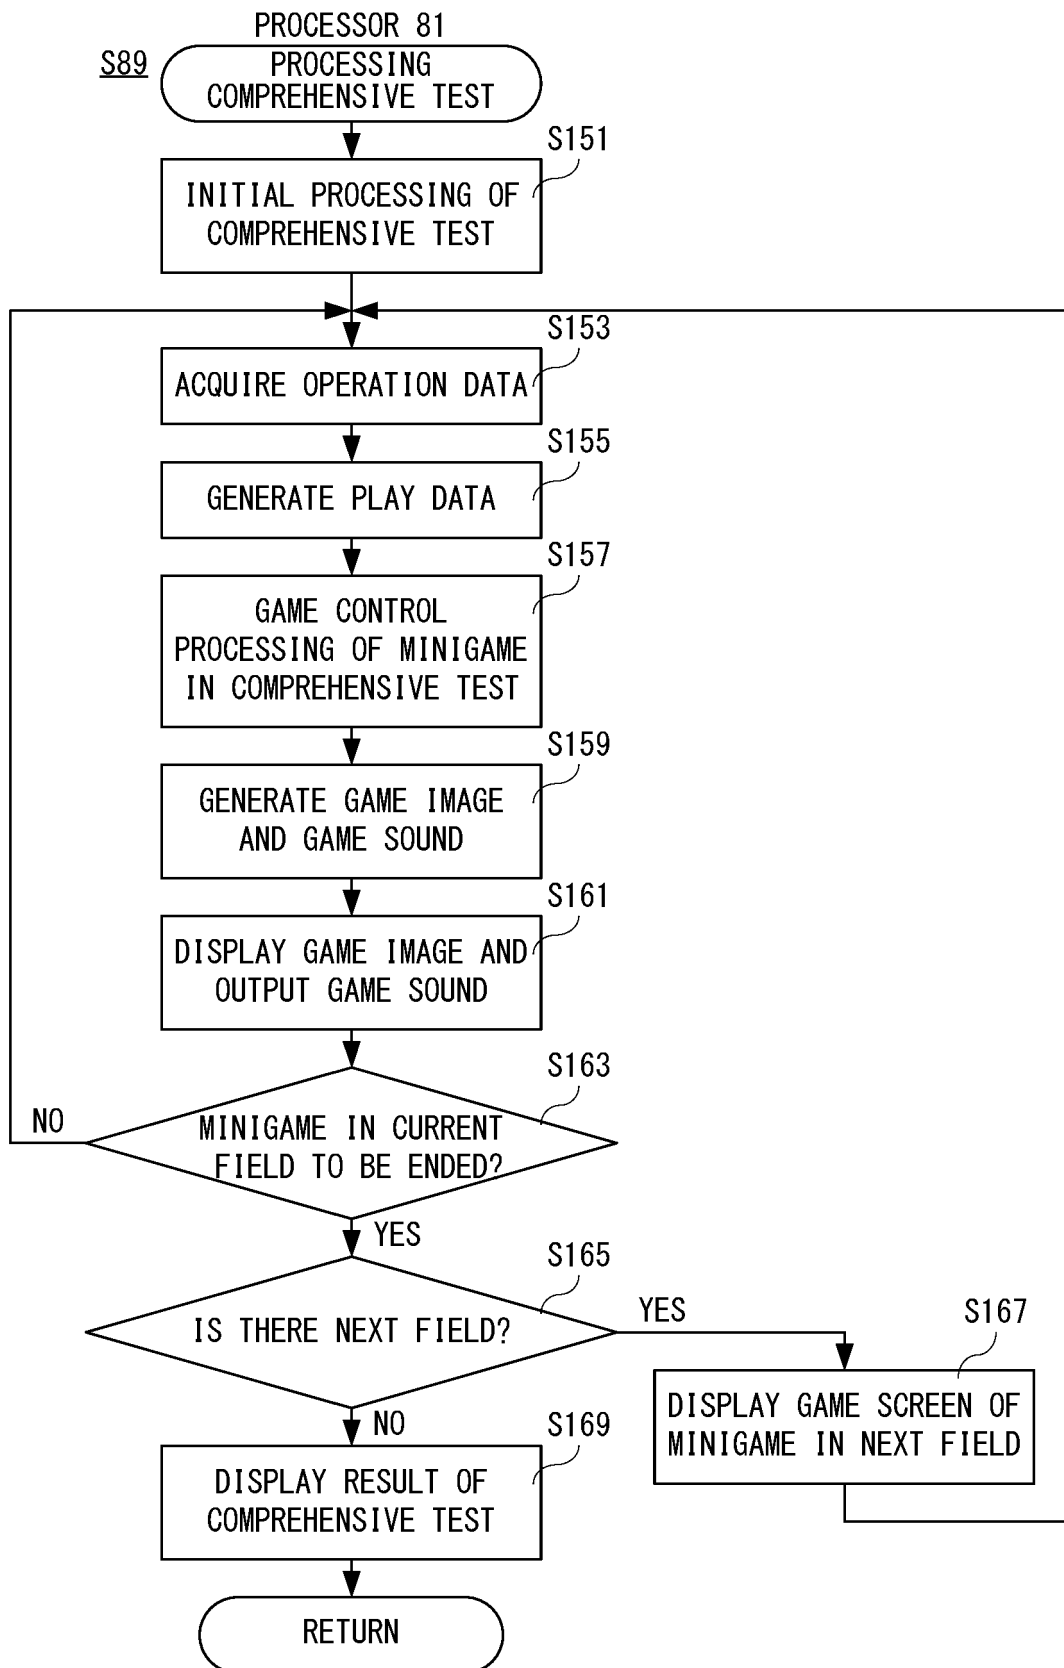 PROCESSOR 81
S89
PROCESSING
COMPREHENSIVE TEST
S151
INITIAL PROCESSING OF
COMPREHENSIVE TEST
S153
ACQUIRE OPERATION DATA
S155
GENERATE PLAY DATA
S157
GAME CONTROL
PROCESSING OF MINIGAME
IN COMPREHENSIVE TEST
S159
GENERATE GAME IMAGE
AND GAME SOUND
S161
DISPLAY GAME IMAGE AND
OUTPUT GAME SOUND
S163
NO
MINIGAME IN CURRENT
FIELD TO BE ENDED?
YES
S165
IS THERE NEXT FIELD?
YES
S167
DISPLAY GAME SCREEN OF
MINIGAME IN NEXT FIELD
NO
S169
DISPLAY RESULT OF
COMPREHENSIVE TEST
RETURN